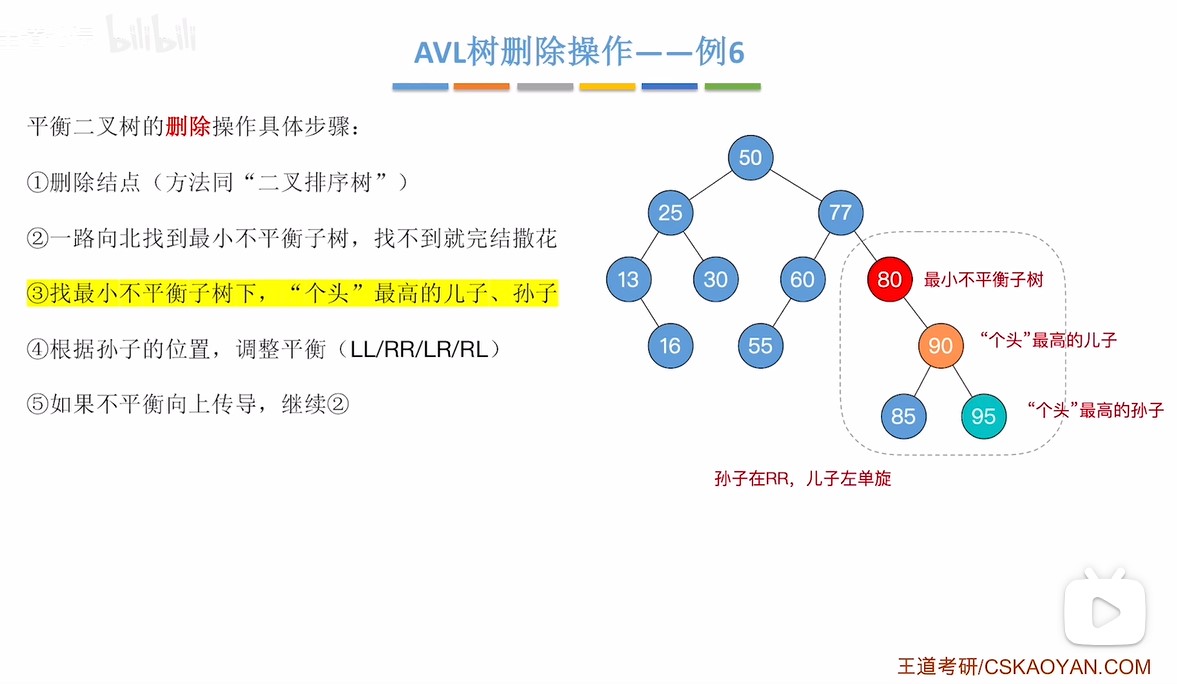 bilibili
AVL树删除操作——例6
平衡二叉树的删除操作具体步骤：
①删除结点（方法同“二叉排序树”）
②一路向北找到最小不平衡子树，找不到就完结撒花
③找最小不平衡子树下，“个头”最高的儿子、孙子
④根据孙子的位置，调整平衡（LL/RR/LR/RL）
⑤如果不平衡向上传导，继续②
50
25
77
13
30
60
80
最小不平衡子树
16
55
90
“个头”最高的儿子
85
95
“个头”最高的孙子
孙子在RR，儿子左单旋
王道考研/CSKAOYAN.COM